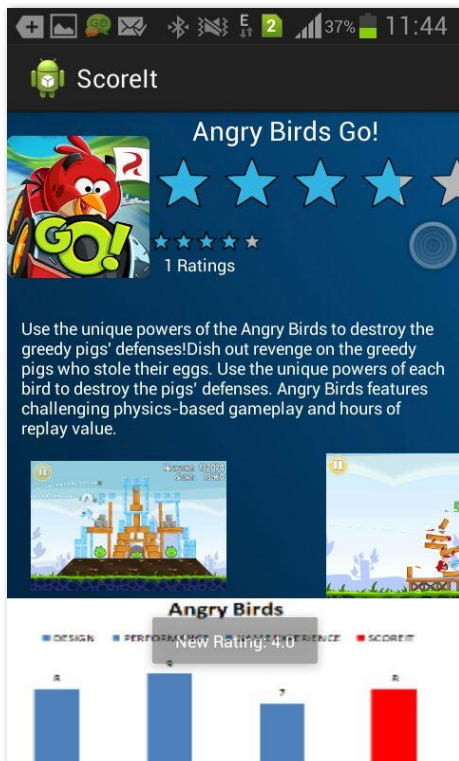 E
2
37%
11:44
ScoreIt
Angry Birds Go!
GO!
1 Ratings
Use the unique powers of the Angry Birds to destroy the
greedy pigs' defenses!Dish out revenge on the greedy
pigs who stole their eggs. Use the unique powers of each
bird to destroy the pigs' defenses. Angry Birds features
challenging physics-based gameplay and hours of
replay value.
Angry Birds
DESIGN
SCOREIT
New Rating: 4.0
8
9
7
8